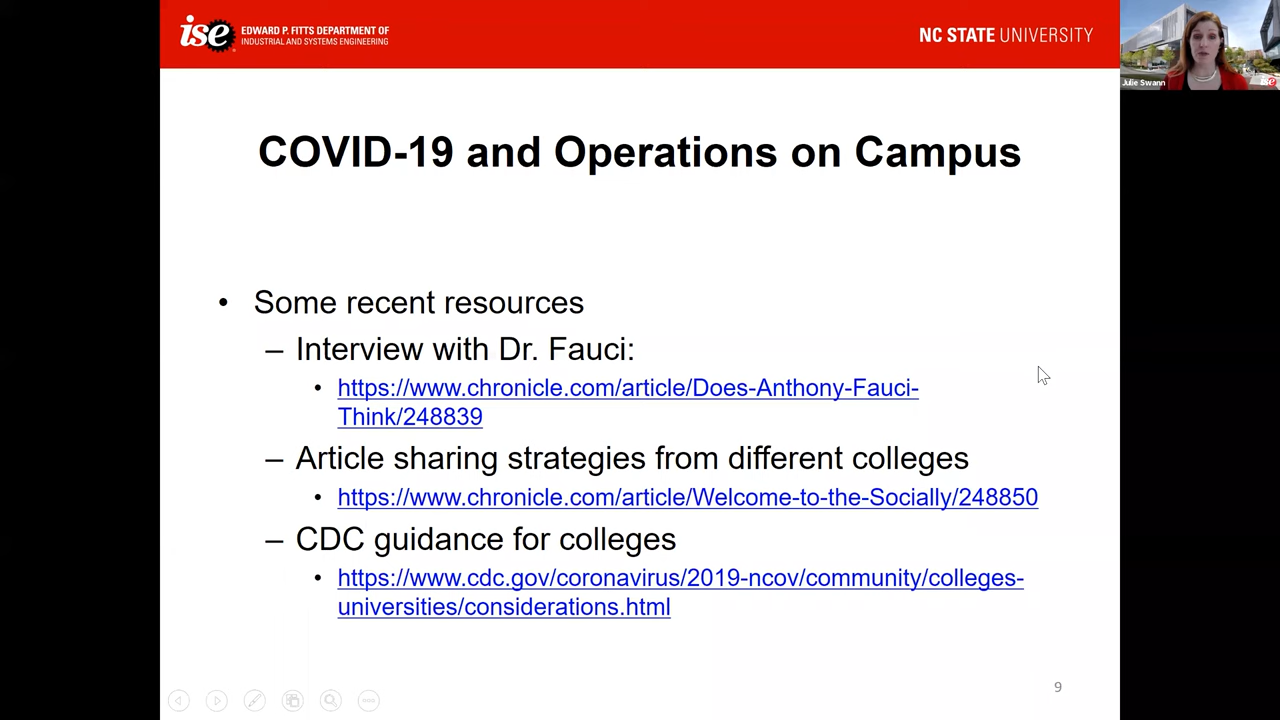 ise EDWARD P. FITTS DEPARTMENT OF
INDUSTRIAL AND SYSTEMS ENGINEERING
NC STATE UNIVERSITY
Julie Swann
ise
COVID-19 and Operations on Campus
• Some recent resources
– Interview with Dr. Fauci:
• https://www.chronicle.com/article/Does-Anthony-Fauci-
Think/248839
– Article sharing strategies from different colleges
• https://www.chronicle.com/article/Welcome-to-the-Socially/248850
– CDC guidance for colleges
• https://www.cdc.gov/coronavirus/2019-ncov/community/colleges-
universities/considerations.html
9